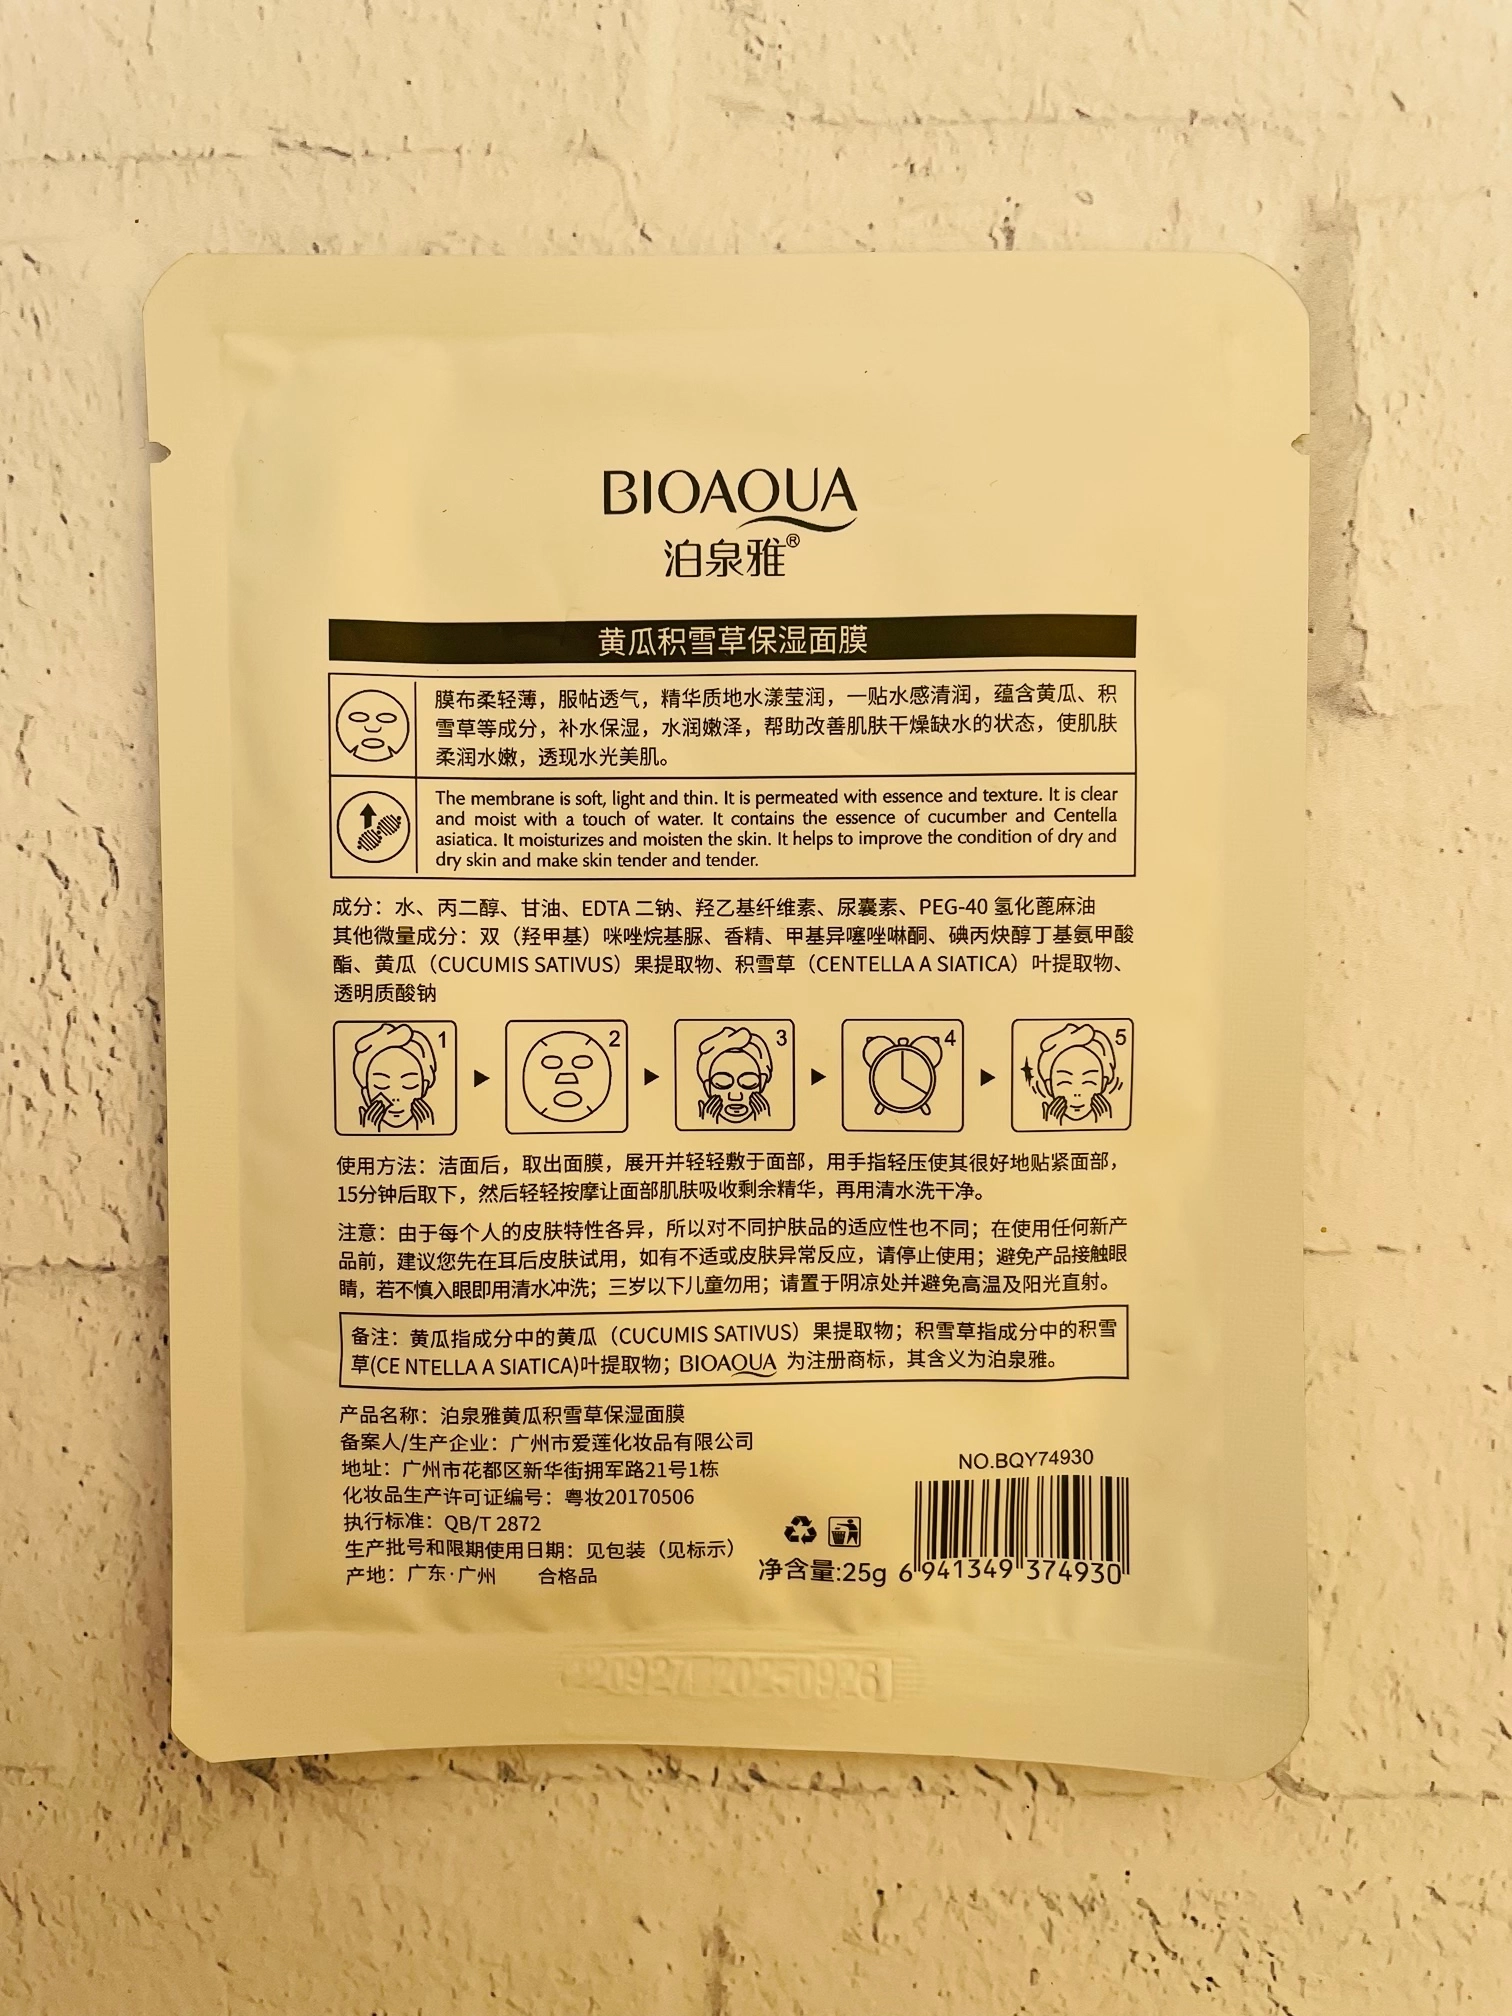 BIOAQUA
泊泉雅®
黄瓜积雪草保湿面膜
膜布柔轻薄，服帖透气，精华质地水漾莹润，一贴水感清润，蕴含黄瓜、积
雪草等成分，补水保湿，水润嫩泽，帮助改善肌肤干燥缺水的状态，使肌肤
柔润水嫩，透现水光美肌。
The membrane is soft, light and thin. It is permeated with essence and texture. It is clear
and moist with a touch of water. It contains the essence of cucumber and Centella
asiatica. It moisturizes and moisten the skin. It helps to improve the condition of dry and
dry skin and make skin tender and tender.
成分：水、丙二醇、甘油、EDTA 二钠、羟乙基纤维素、尿囊素、PEG-40 氢化蓖麻油
其他微量成分：双（羟甲基）咪唑烷基脲、香精、甲基异噻唑啉酮、碘丙炔醇丁基氨甲酸
酯、黄瓜（CUCUMIS SATIVUS）果提取物、积雪草（CENTELLA A SIATICA）叶提取物、
透明质酸钠
1 2 3 4 5
使用方法：洁面后，取出面膜，展开并轻轻敷于面部，用手指轻压使其很好地贴紧面部，
15分钟后取下，然后轻轻按摩让面部肌肤吸收剩余精华，再用清水洗干净。
注意：由于每个人的皮肤特性各异，所以对不同护肤品的适应性也不同；在使用任何新产
品前，建议您先在耳后皮肤试用，如有不适或皮肤异常反应，请停止使用；避免产品接触眼
睛，若不慎入眼即用清水冲洗；三岁以下儿童勿用；请置于阴凉处并避免高温及阳光直射。
备注：黄瓜指成分中的黄瓜（CUCUMIS SATIVUS）果提取物；积雪草指成分中的积雪
草(CE NTELLA A SIATICA)叶提取物；BIOAQUA 为注册商标，其含义为泊泉雅。
产品名称：泊泉雅黄瓜积雪草保湿面膜
备案人/生产企业：广州市爱莲化妆品有限公司
地址：广州市花都区新华街拥军路21号1栋
化妆品生产许可证编号：粤妆20170506
执行标准：QB/T 2872
生产批号和限期使用日期：见包装（见标示）
产地：广东·广州 合格品
净含量:25g
NO.BQY74930
6 941349 374930
20250926